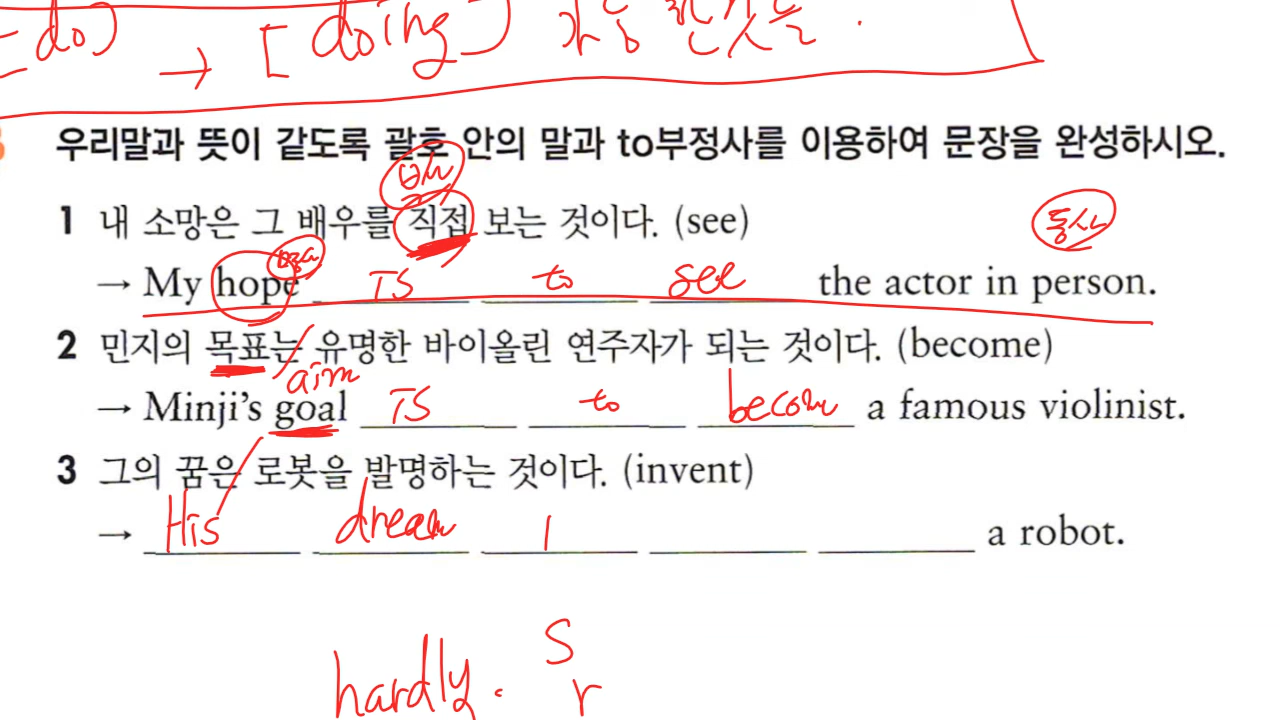 do)
→ [doing] 가능한 것들.
우리말과 뜻이 같도록 괄호 안의 말과 to부정사를 이용하여 문장을 완성하시오.
부사
1 내 소망은 그 배우를 직접 보는 것이다. (see)
동사
명사
→ My hope is to see the actor in person.
2 민지의 목표는 유명한 바이올린 연주자가 되는 것이다. (become)
aim
→ Minji's goal is to become a famous violinist.
3 그의 꿈은 로봇을 발명하는 것이다. (invent)
→ His dream a robot.
hardly. S
r